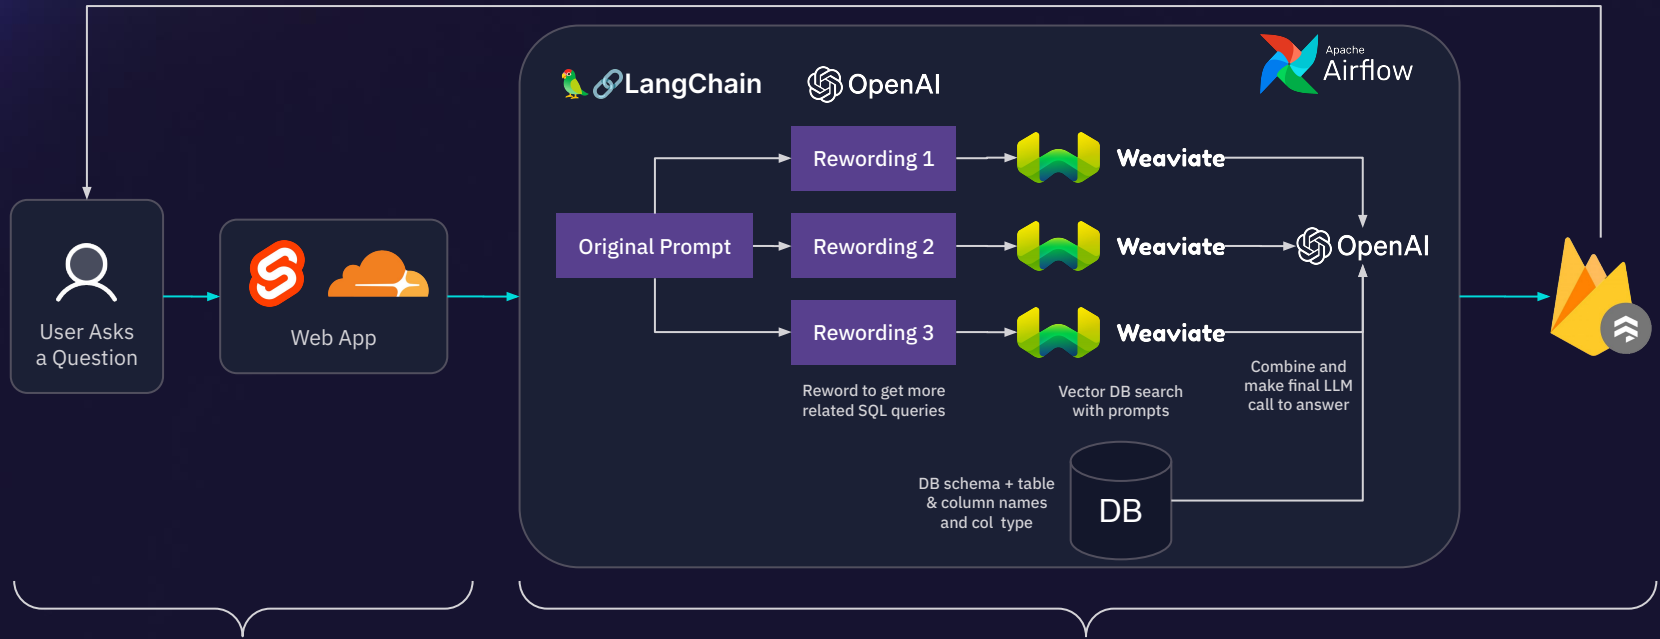 LangChain
OpenAI
Apache
Airflow
Rewording 1
Weaviate
Original Prompt
Rewording 2
Weaviate
OpenAI
User Asks
a Question
Web App
Rewording 3
Weaviate
Reword to get more
related SQL queries
Vector DB search
with prompts
Combine and
make final LLM
call to answer
DB schema + table
& column names
and col type
DB